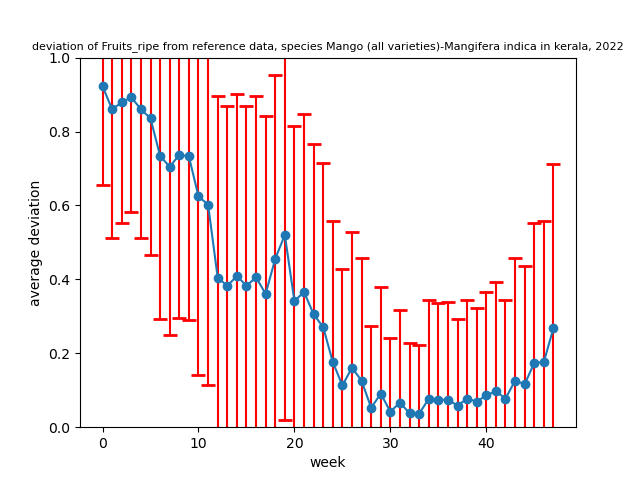 deviation of Fruits_ripe from reference data, species Mango (all varieties)-Mangifera indica in kerala, 2022
1.0
0.8
0.6
0.4
0.2
0.0
average deviation
0 10 20 30 40
week